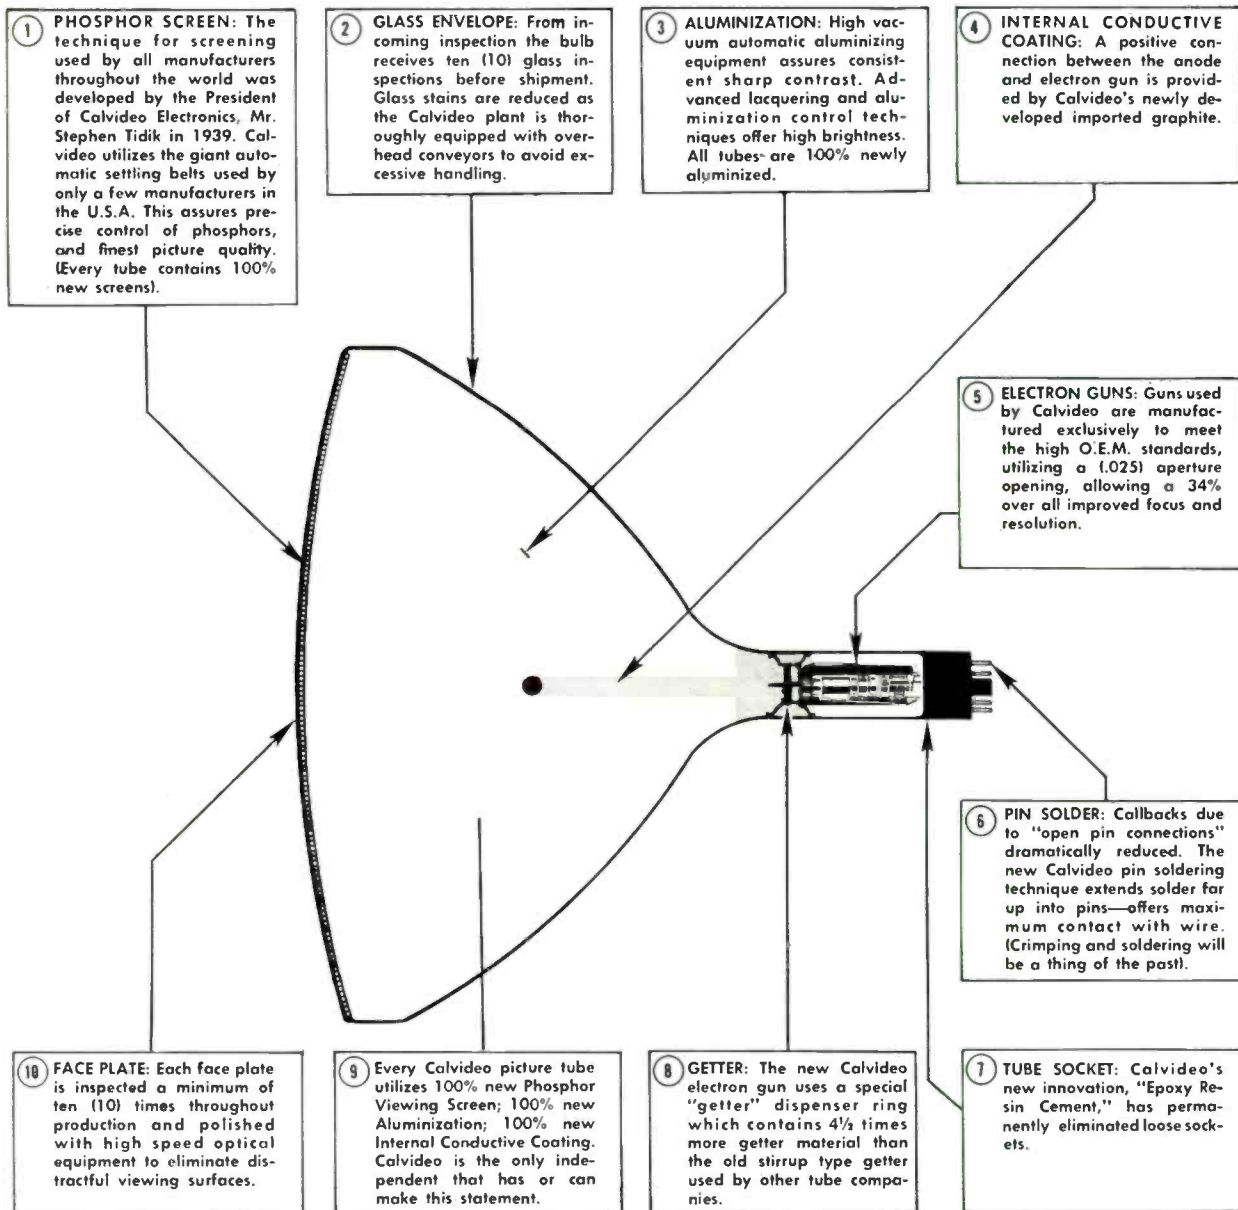 1 PHOSPHOR SCREEN: The
technique for screening
used by all manufacturers
throughout the world was
developed by the President
of Calvideo Electronics, Mr.
Stephen Tidik in 1939. Cal-
video utilizes the giant auto-
matic settling belts used by
only a few manufacturers in
the U.S.A. This assures pre-
cise control of phosphors,
and finest picture quality.
(Every tube contains 100%
new screens).
2 GLASS ENVELOPE: From in-
coming inspection the bulb
receives ten (10) glass in-
spections before shipment.
Glass stains are reduced as
the Calvideo plant is thor-
oughly equipped with over-
head conveyors to avoid ex-
cessive handling.
3 ALUMINIZATION: High vac-
uum automatic aluminizing
equipment assures consist-
ent sharp contrast. Ad-
vanced lacquering and alu-
minization control tech-
niques offer high brightness.
All tubes are 100% newly
aluminized.
4 INTERNAL CONDUCTIVE
COATING: A positive con-
nection between the anode
and electron gun is provid-
ed by Calvideo's newly de-
veloped imported graphite.
5 ELECTRON GUNS: Guns used
by Calvideo are manufac-
tured exclusively to meet
the high O.E.M. standards,
utilizing a (.025) aperture
opening, allowing a 34%
over all improved focus and
resolution.
6 PIN SOLDER: Callbacks due
to "open pin connections"
dramatically reduced. The
new Calvideo pin soldering
technique extends solder far
up into pins—offers maxi-
mum contact with wire.
(Crimping and soldering will
be a thing of the past).
7 TUBE SOCKET: Calvideo's
new innovation, "Epoxy Re-
sin Cement," has perma-
nently eliminated loose sock-
ets.
8 GETTER: The new Calvideo
electron gun uses a special
"getter" dispenser ring
which contains 4½ times
more getter material than
the old stirrup type getter
used by other tube compa-
nies.
9 Every Calvideo picture tube
utilizes 100% new Phosphor
Viewing Screen; 100% new
Aluminization; 100% new
Internal Conductive Coating.
Calvideo is the only inde-
pendent that has or can
make this statement.
10 FACE PLATE: Each face plate
is inspected a minimum of
ten (10) times throughout
production and polished
with high speed optical
equipment to eliminate dis-
tractful viewing surfaces.